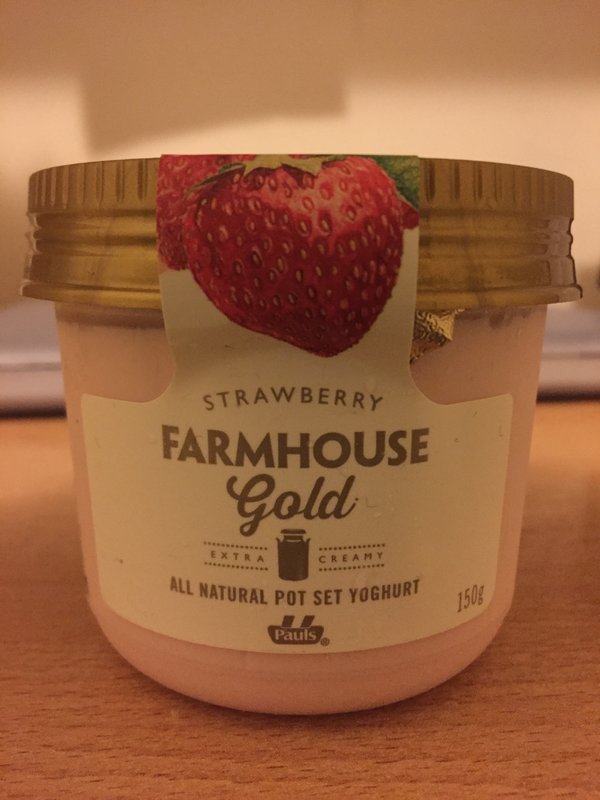 STRAWBERRY
FARMHOUSE
Gold
EXTRA CREAMY
ALL NATURAL POT SET YOGHURT
150g
Pauls®